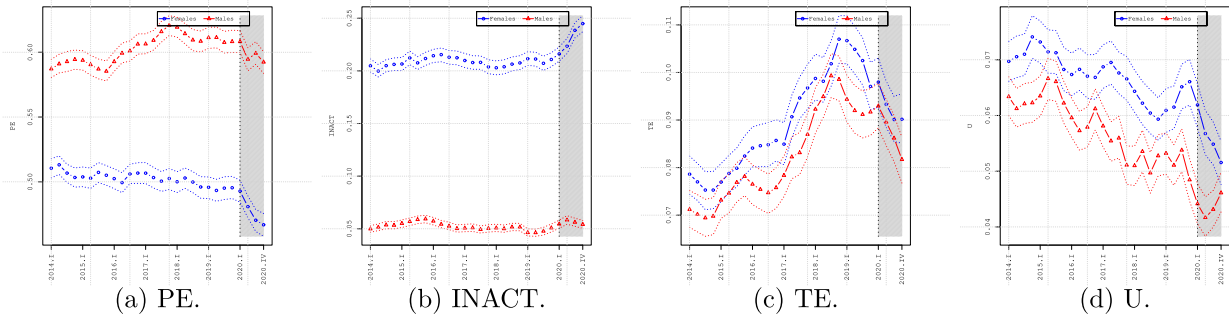 Females Males
PE
0.50 0.55 0.60
2014.I 2015.I 2016.I 2017.I 2018.I 2019.I 2020.I 2020.IV
(a) PE.
Females Males
INACT
0.05 0.10 0.15 0.20 0.25
2014.I 2015.I 2016.I 2017.I 2018.I 2019.I 2020.I 2020.IV
(b) INACT.
Females Males
TE
0.07 0.08 0.09 0.10 0.11
2014.I 2015.I 2016.I 2017.I 2018.I 2019.I 2020.I 2020.IV
(c) TE.
Females Males
U
0.04 0.05 0.06 0.07
2014.I 2015.I 2016.I 2017.I 2018.I 2019.I 2020.I 2020.IV
(d) U.